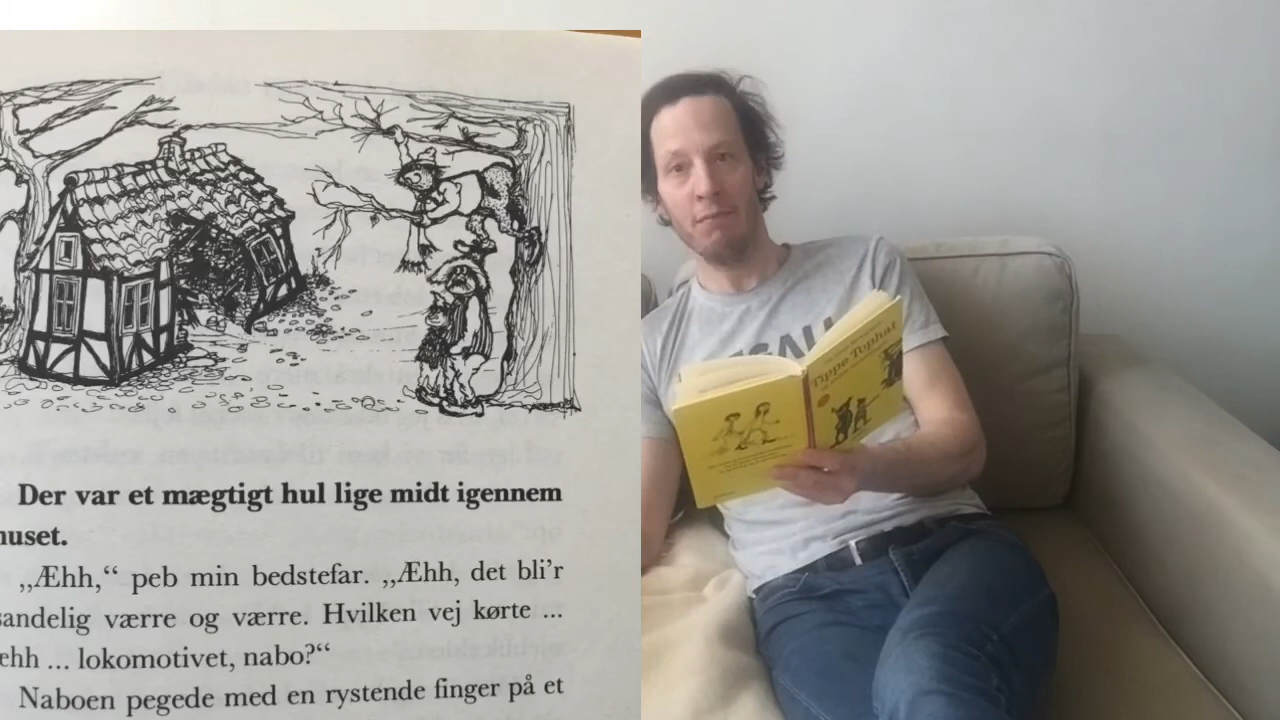 Der var et mægtigt hul lige midt igennem
huset.
,,Æhh,“ peb min bedstefar. ,,Æhh, det bli’r
sandelig værre og værre. Hvilken vej kørte ...
æhh ... lokomotivet, nabo?“
Naboen pegede med en rystende finger på et
Tippe Tophat